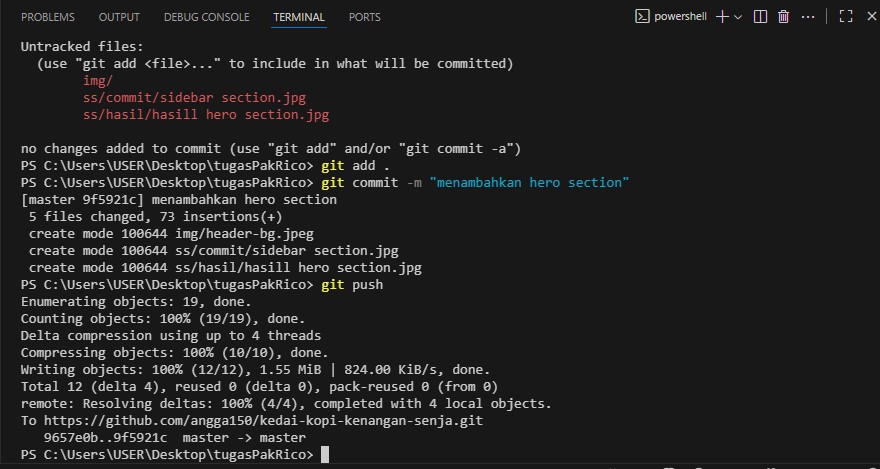 PROBLEMS OUTPUT DEBUG CONSOLE TERMINAL PORTS powershell
Untracked files:
  (use "git add <file>..." to include in what will be committed)
        img/
        ss/commit/sidebar section.jpg
        ss/hasil/hasill hero section.jpg

no changes added to commit (use "git add" and/or "git commit -a")
PS C:\Users\USER\Desktop\tugasPakRico> git add .
PS C:\Users\USER\Desktop\tugasPakRico> git commit -m "menambahkan hero section"
[master 9f5921c] menambahkan hero section
 5 files changed, 73 insertions(+)
 create mode 100644 img/header-bg.jpeg
 create mode 100644 ss/commit/sidebar section.jpg
 create mode 100644 ss/hasil/hasill hero section.jpg
PS C:\Users\USER\Desktop\tugasPakRico> git push
Enumerating objects: 19, done.
Counting objects: 100% (19/19), done.
Delta compression using up to 4 threads
Compressing objects: 100% (10/10), done.
Writing objects: 100% (12/12), 1.55 MiB | 824.00 KiB/s, done.
Total 12 (delta 4), reused 0 (delta 0), pack-reused 0 (from 0)
remote: Resolving deltas: 100% (4/4), completed with 4 local objects.
To https://github.com/angga150/kedai-kopi-kenangan-senja.git
   9657e0b..9f5921c  master -> master
PS C:\Users\USER\Desktop\tugasPakRico>